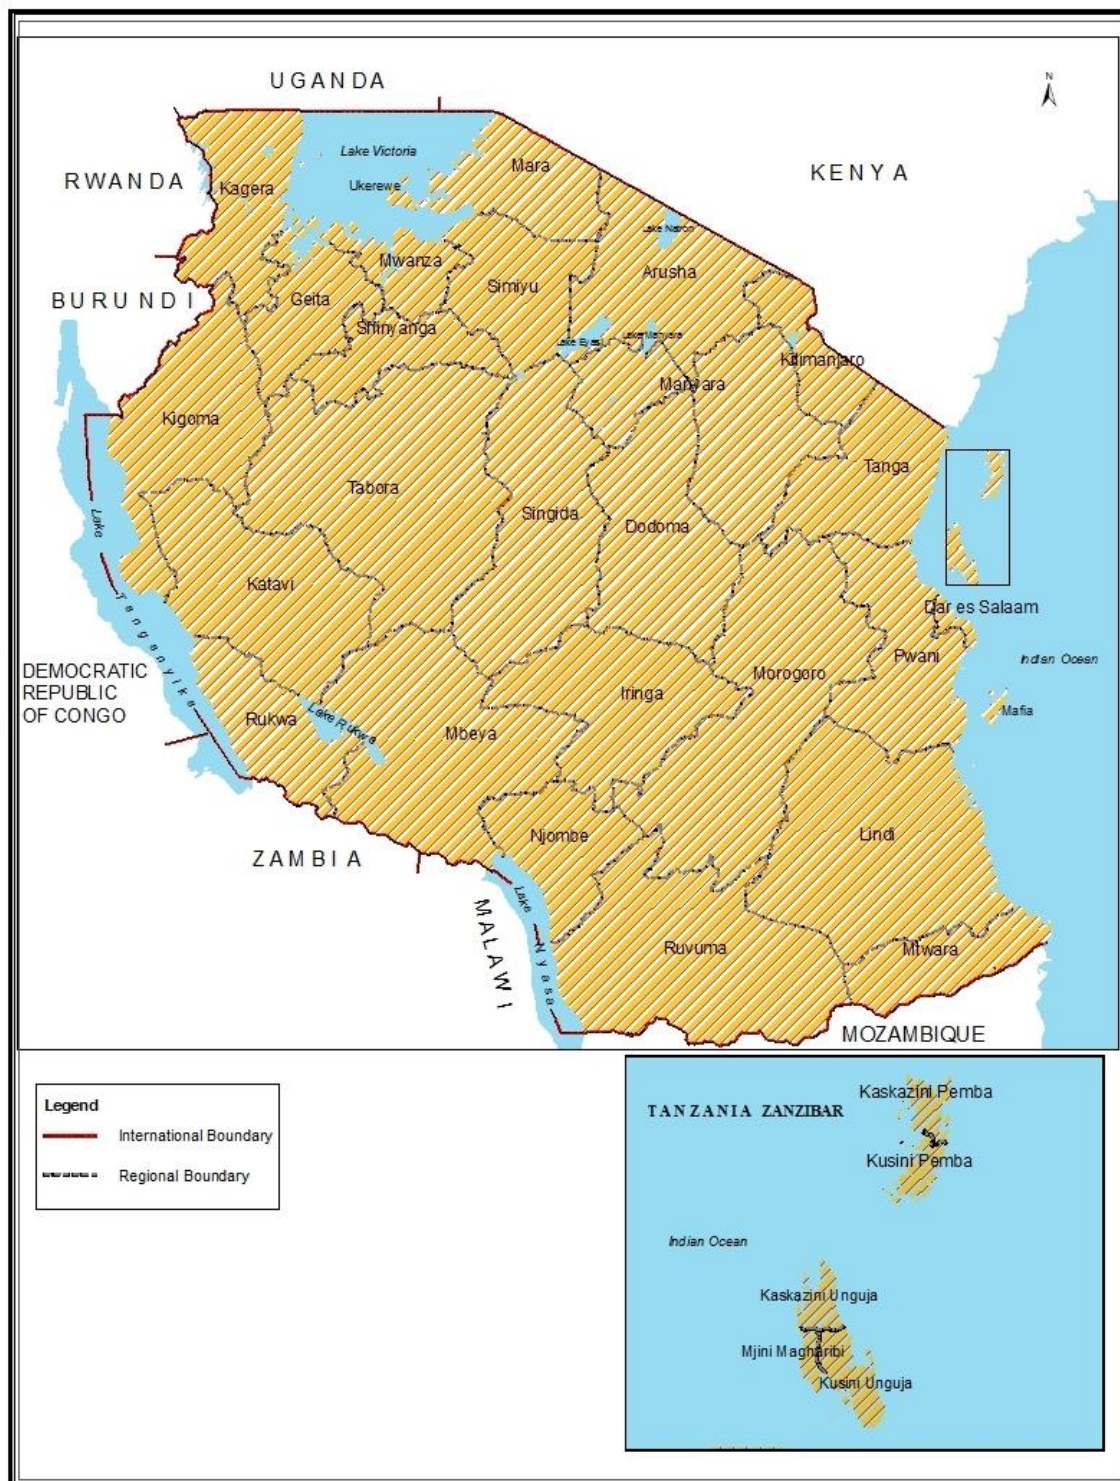 N
UGANDA
Lake Victoria
Mara
KENYA
RWANDA
Kagera
Ukerewe
Lake Natron
Mwanza
Arusha
Simiyu
BURUNDI
Geita
Shinyanga
Lake Eyasi
Lake Manyara
Kilimanjaro
Manyara
Kigoma
Tanga
Tabora
Singida
Dodoma
Lake Tanganyika
Katavi
Dar es Salaam
Pwani
Indian Ocean
DEMOCRATIC
REPUBLIC
OF CONGO
Morogoro
Iringa
Rukwa
Lake Rukwa
Mbeya
Mafia
Njombe
Lindi
ZAMBIA
MALAWI
Lake Nyasa
Ruvuma
Mtwara
MOZAMBIQUE
Legend
International Boundary
Regional Boundary
TANZANIA ZANZIBAR
Kaskazini Pemba
Kusini Pemba
Indian Ocean
Kaskazini Unguja
Mjini Magharibi
Kusini Unguja